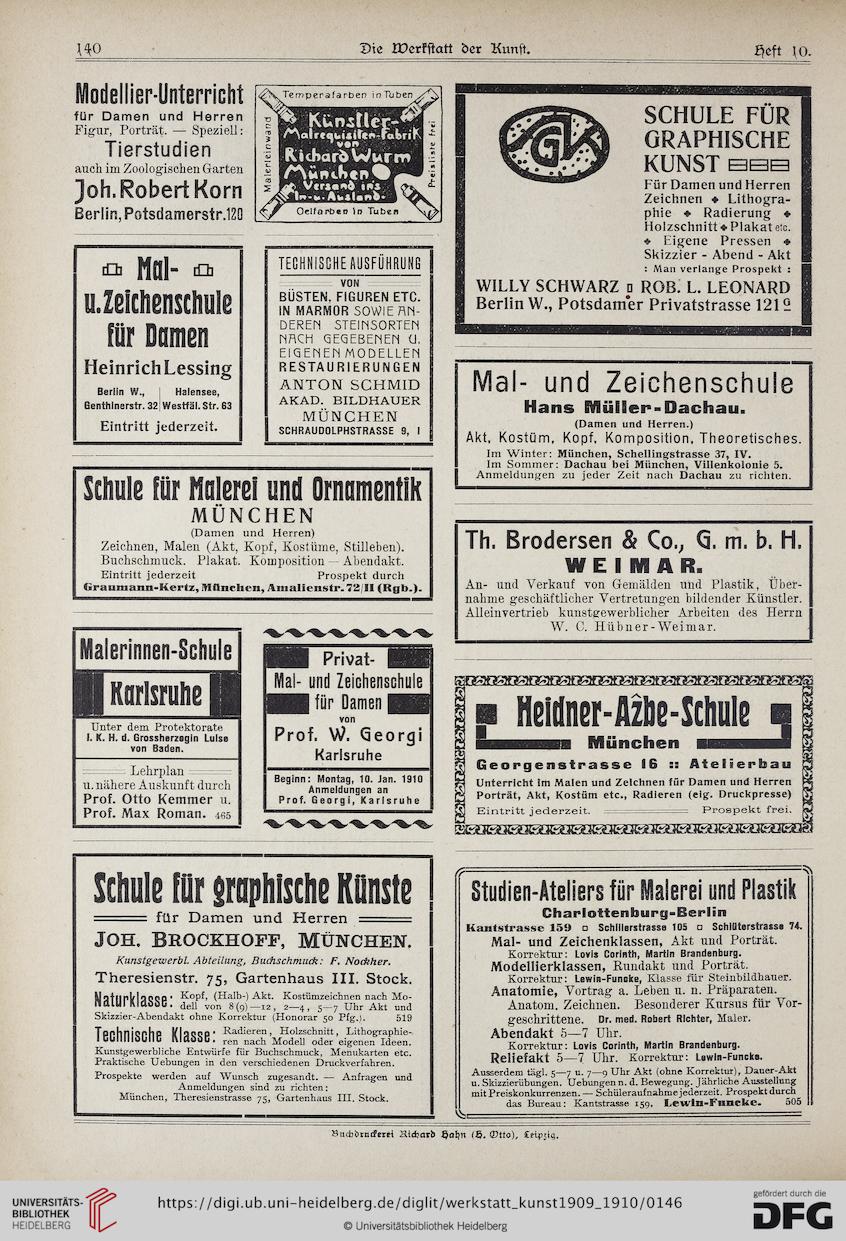 140
Die Werkstatt der Kunst.
Heft 10.
Modellier-Unterricht
für Damen und Herren
Figur, Porträt. — Speziell:
Tierstudien
auch im Zoologischen Garten
Joh. Robert Korn
Berlin, Potsdamerstr. 120
Temperafarben in Tuben
Malerleinwand
Künstler-
Malrequisiten-Fabrik
von
Richard Wurm
München
Versand ins
In- u. Ausland
Preisliste frei
Oelfarben in Tuben
SCHULE FÜR
GRAPHISCHE
KUNST
Für Damen und Herren
Zeichnen ❖ Lithogra-
phie ❖ Radierung ❖
Holzschnitt ❖ Plakat etc.
❖ Eigene Pressen ❖
Skizzier - Abend - Akt
: Man verlange Prospekt :
WILLY SCHWARZ ▯ ROB. L. LEONARD
Berlin W., Potsdamer Privatstrasse 121 g
Mal-
u. Zeichenschule
für Damen
Heinrich Lessing
Berlin W., | Halensee,
Genthinerstr. 32 | Westfäl. Str. 63
Eintritt jederzeit.
TECHNISCHE AUSFÜHRUNG
VON
BÜSTEN, FIGUREN ETC.
IN MARMOR SOWIE AN-
DEREN STEINSORTEN
NACH GEGEBENEN U.
EIGENEN MODELLEN
RESTAURIERUNGEN
ANTON SCHMID
AKAD. BILDHAUER
MÜNCHEN
SCHRAUDOLPHSTRASSE 9, I
Mal- und Zeichenschule
Hans Müller-Dachau.
(Damen und Herren.)
Akt, Kostüm, Kopf, Komposition, Theoretisches.
Im Winter: München, Schellingstrasse 37, IV.
Im Sommer: Dachau bei München, Villenkolonie 5.
Anmeldungen zu jeder Zeit nach Dachau zu richten.
Schule für Malerei und Ornamentik
MÜNCHEN
(Damen und Herren)
Zeichnen, Malen (Akt, Kopf, Kostüme, Stilleben).
Buchschmuck. Plakat. Komposition — Abendakt.
Eintritt jederzeit Prospekt durch
Graumann-Kertz, München, Amalienstr. 72/II (Rgb.).
Th. Brodersen & Co., G. m. b. H.
WEIMAR.
An- und Verkauf von Gemälden und Plastik, Über-
nahme geschäftlicher Vertretungen bildender Künstler.
Alleinvertrieb kunstgewerblicher Arbeiten des Herrn
W. C. Hübner-Weimar.
Malerinnen-Schule
Karlsruhe
Unter dem Protektorate
I. K. H. d. Grossherzogin Luise
von Baden.
Lehrplan
u. nähere Auskunft durch
Prof. Otto Kemmer u.
Prof. Max Roman. 465
Privat-
Mal- und Zeichenschule
für Damen
von
Prof. W. Georgi
Karlsruhe
Beginn: Montag, 10. Jan. 1910
Anmeldungen an
Prof. Georgi, Karlsruhe
Heidner-Ažbe-Schule
München
Georgenstrasse 16 :: Atelierbau
Unterricht im Malen und Zeichnen für Damen und Herren
Porträt, Akt, Kostüm etc., Radieren (eig. Druckpresse)
Eintritt jederzeit. Prospekt frei.
Schule für graphische Künste
für Damen und Herren
JOH. BROCKHOFF, MÜNCHEN.
Kunstgewerbl. Abteilung, Buchschmuck: F. Nockher.
Theresienstr. 75, Gartenhaus III. Stock.
Naturklasse: Kopf, (Halb-) Akt. Kostümzeichnen nach Mo-
dell von 8 (9)—12, 2—4, 5—7 Uhr Akt und
Skizzier-Abendakt ohne Korrektur (Honorar 50 Pfg.). 519
Technische Klasse: Radieren, Holzschnitt, Lithographie-
ren nach Modell oder eigenen Ideen.
Kunstgewerbliche Entwürfe für Buchschmuck, Menukarten etc.
Praktische Uebungen in den verschiedenen Druckverfahren.
Prospekte werden auf Wunsch zugesandt. — Anfragen und
Anmeldungen sind zu richten:
München, Theresienstrasse 75, Gartenhaus III. Stock.
Studien-Ateliers für Malerei und Plastik
Charlottenburg-Berlin
Kantstrasse 159 ▫ Schillerstrasse 105 ▫ Schlüterstrasse 74.
Mal- und Zeichenklassen, Akt und Porträt.
Korrektur: Lovis Corinth, Martin Brandenburg.
Modellierklassen, Rundakt und Porträt.
Korrektur: Lewin-Funcke, Klasse für Steinbildhauer.
Anatomie, Vortrag a. Leben u. n. Präparaten.
Anatom. Zeichnen. Besonderer Kursus für Vor-
geschrittene. Dr. med. Robert Richter, Maler.
Abendakt 5—7 Uhr.
Korrektur: Lovis Corinth, Martin Brandenburg.
Reliefakt 5—7 Uhr. Korrektur: Lewin-Funcke.
Ausserdem tägl. 5—7 u. 7—9 Uhr Akt (ohne Korrektur), Dauer-Akt
u. Skizzierübungen. Uebungen n. d. Bewegung. Jährliche Ausstellung
mit Preiskonkurrenzen. — Schüleraufnahme jederzeit. Prospekt durch
das Bureau: Kantstrasse 159. Lewin-Funcke. 505
Buchdruckerei Richard Hahn (H. Otto), Leipzig.
UNIVERSITÄTS-
BIBLIOTHEK
HEIDELBERG
https://digi.ub.uni-heidelberg.de/diglit/werkstatt_kunst1909_1910/0146
© Universitätsbibliothek Heidelberg
gefördert durch die
DFG